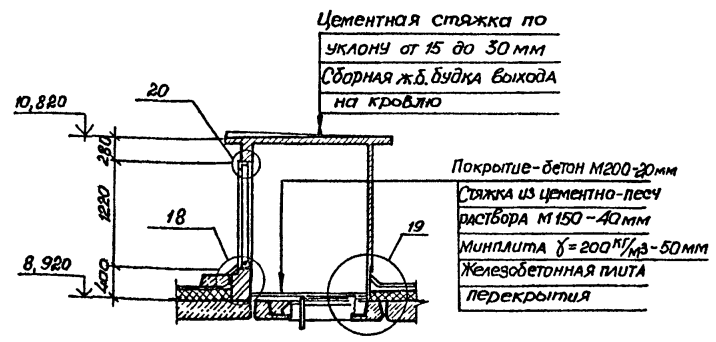 Цементная стяжка по
уклону от 15 до 30 мм
Сборная ж.б. будка выхода
на кровлю
20
10,820
280
1220
400
18
8,920
19
Покрытие-бетон М200-20мм
Стяжка из цементно-песч
раствора М 150-40мм
Минплита γ=200 кг/м3-50мм
Железобетонная плита
перекрытия